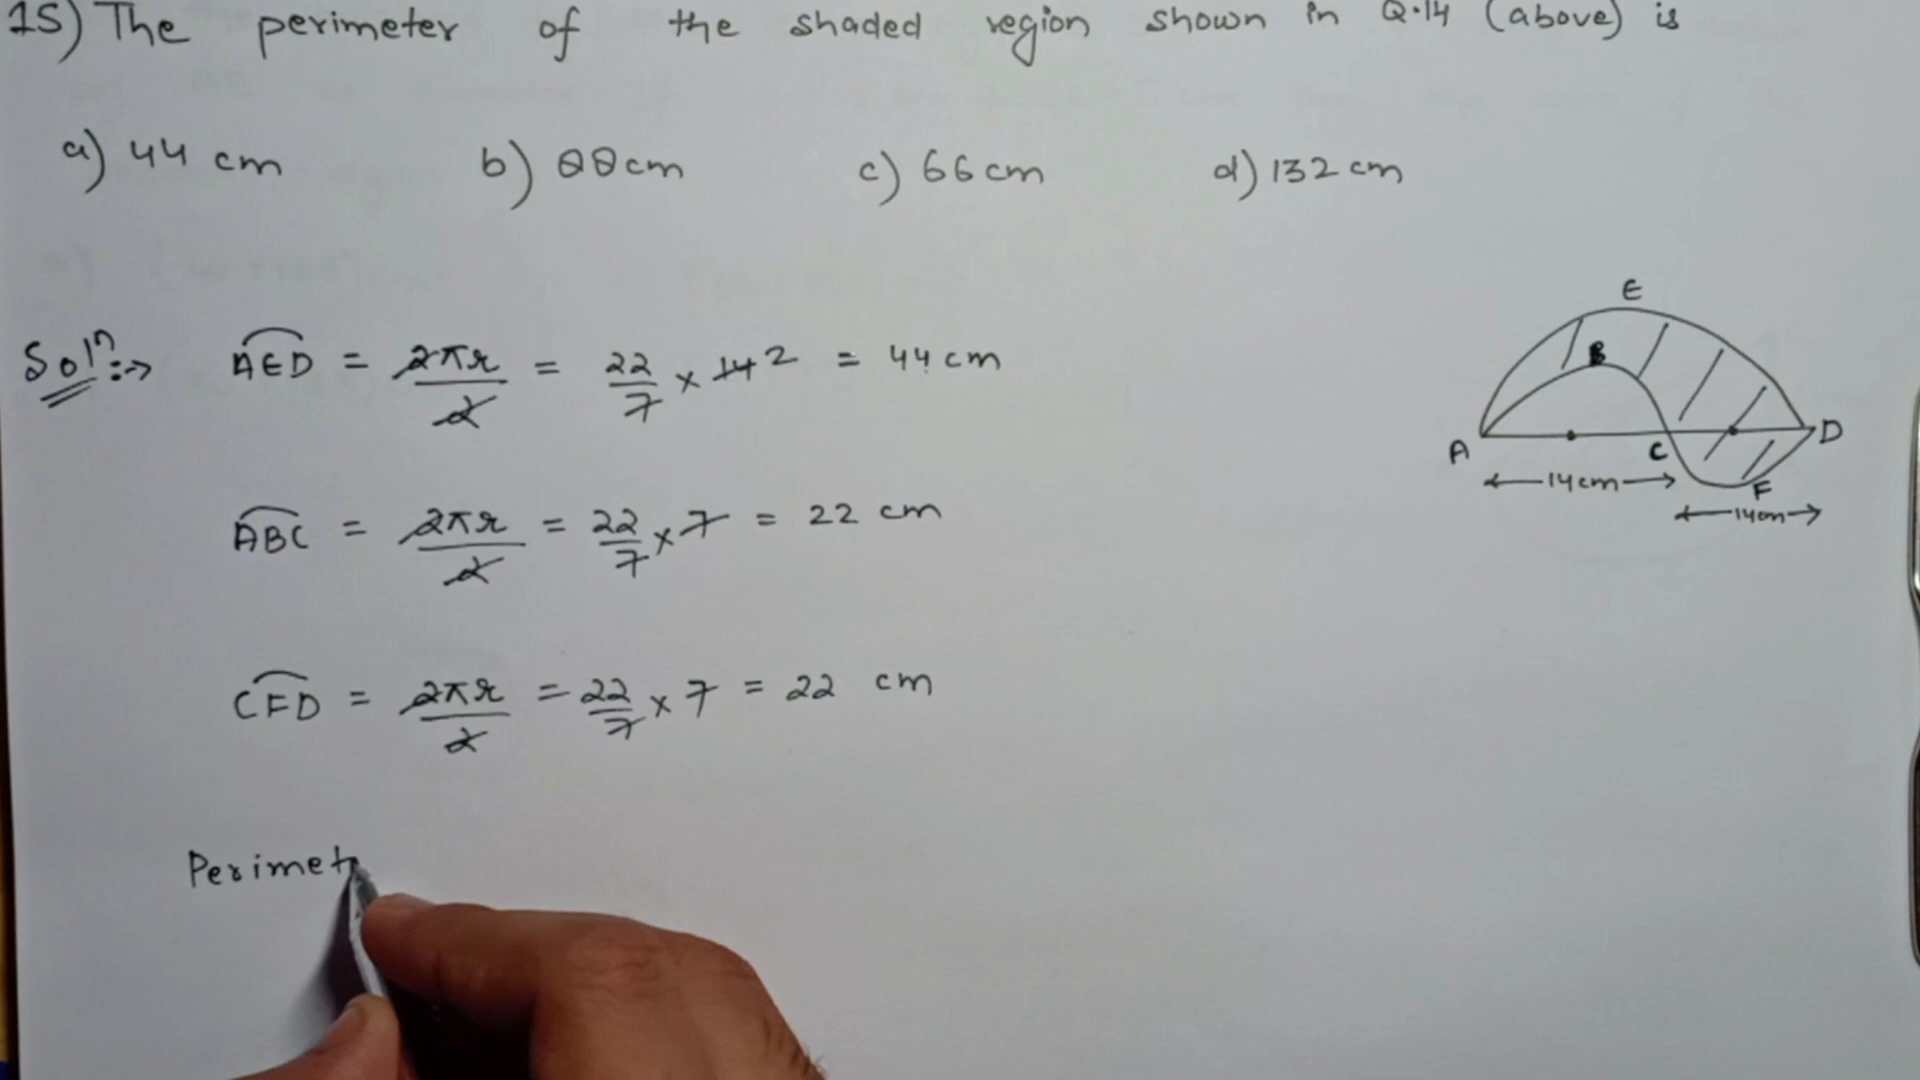 15) The perimeter of the shaded region shown in Q.14 (above) is
a) 44 cm b) 88 cm c) 66 cm d) 132 cm
Solⁿ:→ AED = 2πr/2 = 22/7 × 14 2 = 44 cm
ABC = 2πr/2 = 22/7 × 7 = 22 cm
CFD = 2πr/2 = 22/7 × 7 = 22 cm
Perimet
E
B
A C D
14cm F
14cm